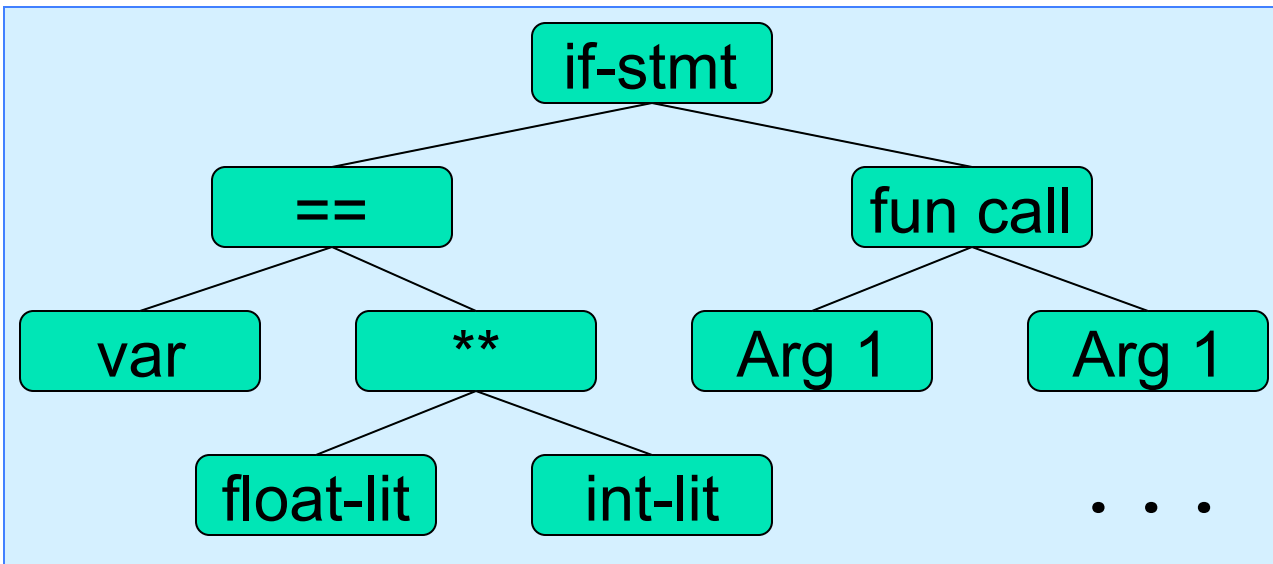 if-stmt
== fun call
var ** Arg 1 Arg 1
float-lit int-lit . . .